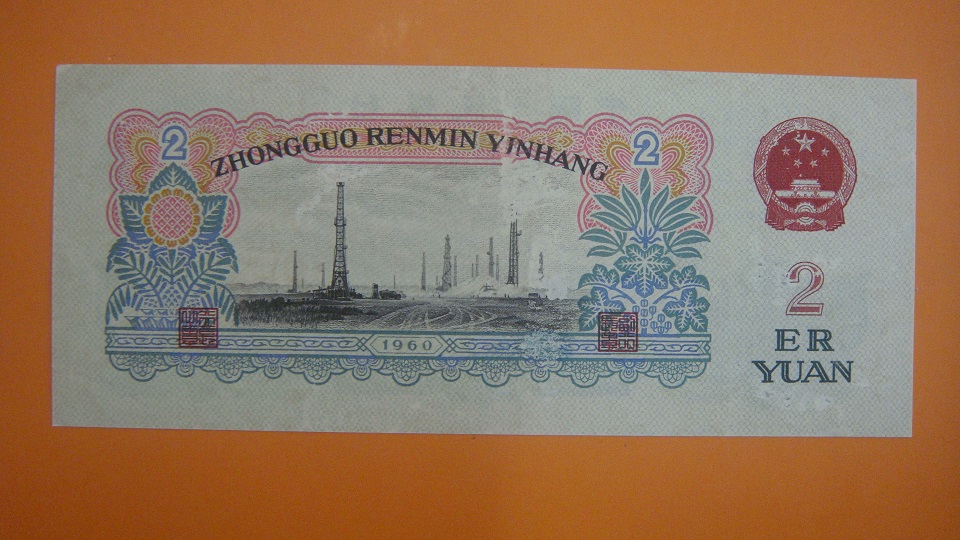 2
ZHONGGUO RENMIN YINHANG
2
1960
2
ER
YUAN